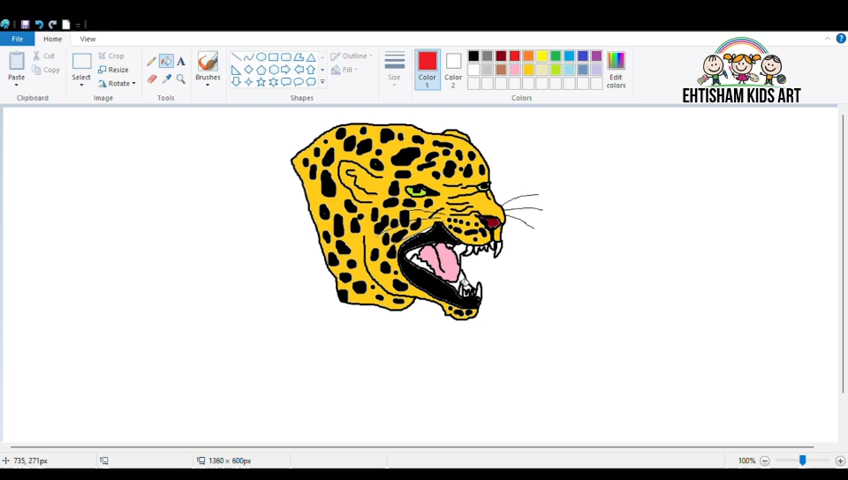 File
Home
View
Paste
Cut
Copy
Clipboard
Select
Crop
Resize
Rotate
Image
A
Tools
Brushes
Outline
Fill
Shapes
Size
Color
1
Color
2
Edit
colors
Colors
EHTISHAM KIDS ART
735, 271px
1360 × 600px
100%